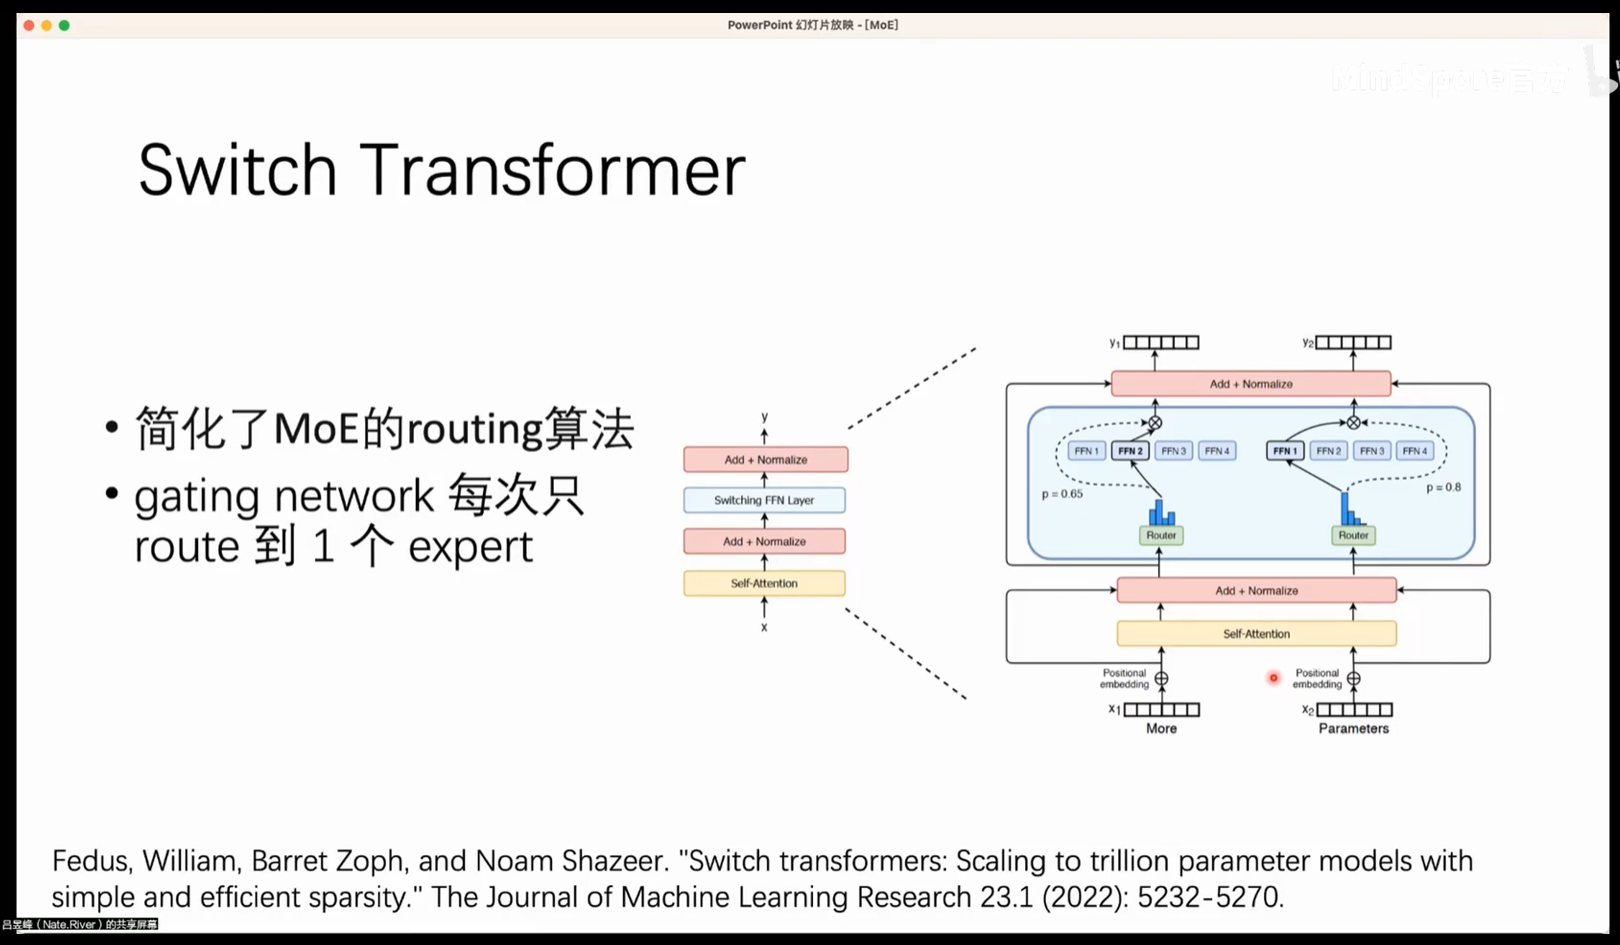 PowerPoint 幻灯片放映 - [MoE]
MindSpore官方
Switch Transformer
• 简化了MoE的routing算法
• gating network 每次只
route 到 1 个 expert
y
Add + Normalize
Switching FFN Layer
Add + Normalize
Self-Attention
x
y1 y2
Add + Normalize
FFN 1 FFN 2 FFN 3 FFN 4 FFN 1 FFN 2 FFN 3 FFN 4
p = 0.65 p = 0.8
Router Router
Add + Normalize
Self-Attention
Positional Positional
embedding embedding
x1 x2
More Parameters
Fedus, William, Barret Zoph, and Noam Shazeer. "Switch transformers: Scaling to trillion parameter models with
simple and efficient sparsity." The Journal of Machine Learning Research 23.1 (2022): 5232-5270.
吕昱峰（Nate.River）的共享屏幕